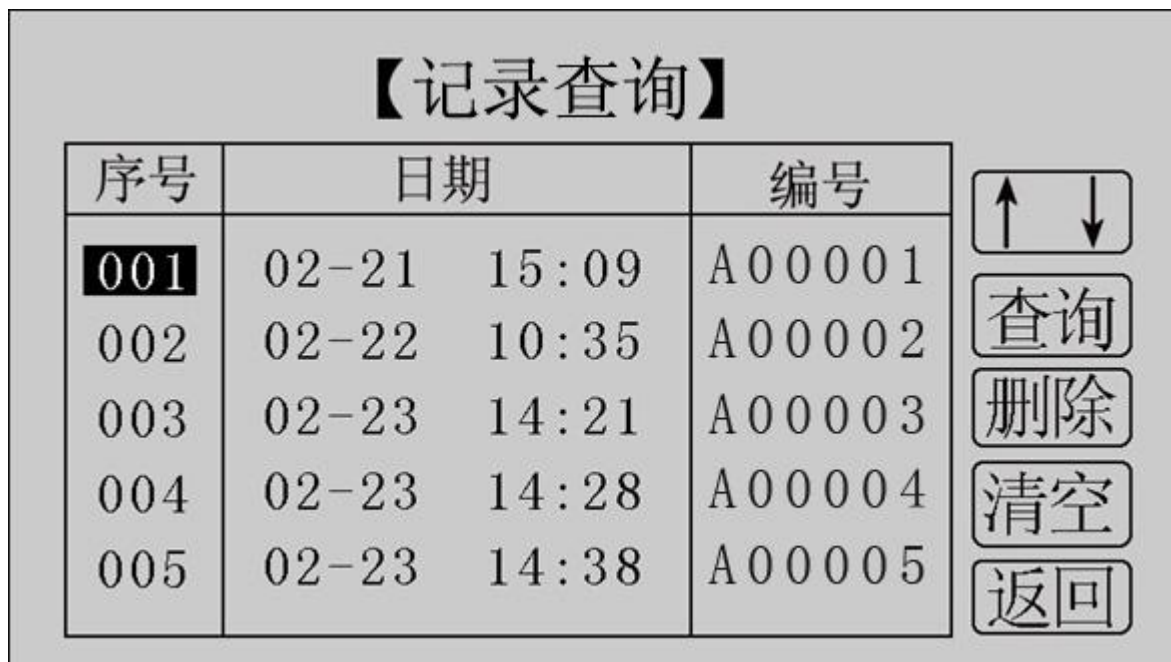 【记录查询】
序号 日期 编号
001 02-21 15:09 A00001
002 02-22 10:35 A00002
003 02-23 14:21 A00003
004 02-23 14:28 A00004
005 02-23 14:38 A00005
↑ ↓
查询
删除
清空
返回